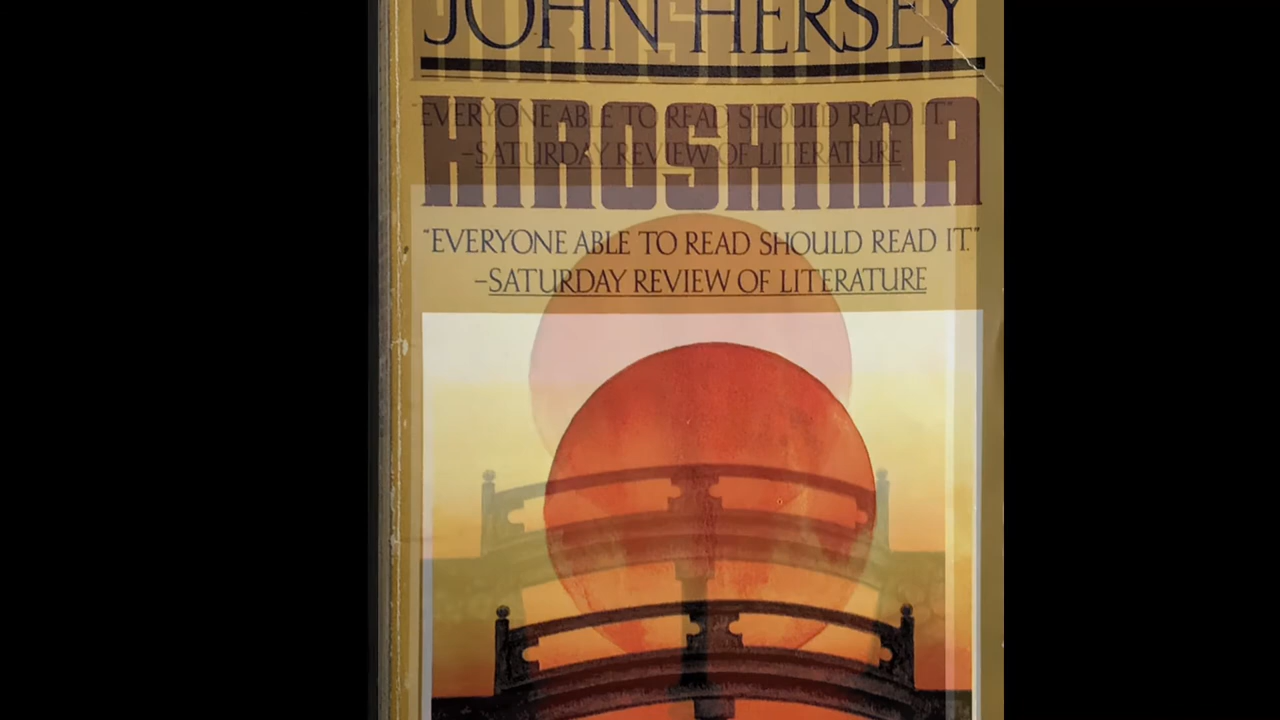 JOHN HERSEY
HIROSHIMA
"EVERYONE ABLE TO READ SHOULD READ IT."
–SATURDAY REVIEW OF LITERATURE
"EVERYONE ABLE TO READ SHOULD READ IT."
–SATURDAY REVIEW OF LITERATURE